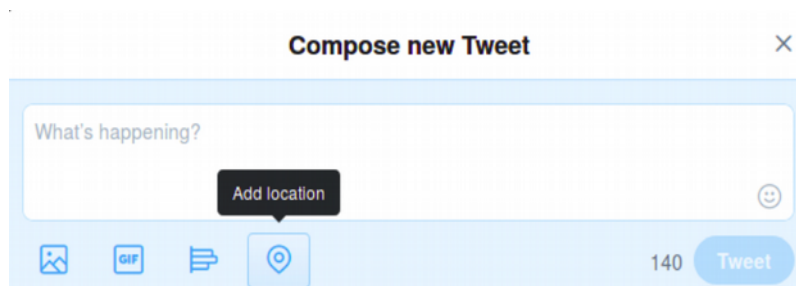 Compose new Tweet
What's happening?
Add location
GIF
140 Tweet